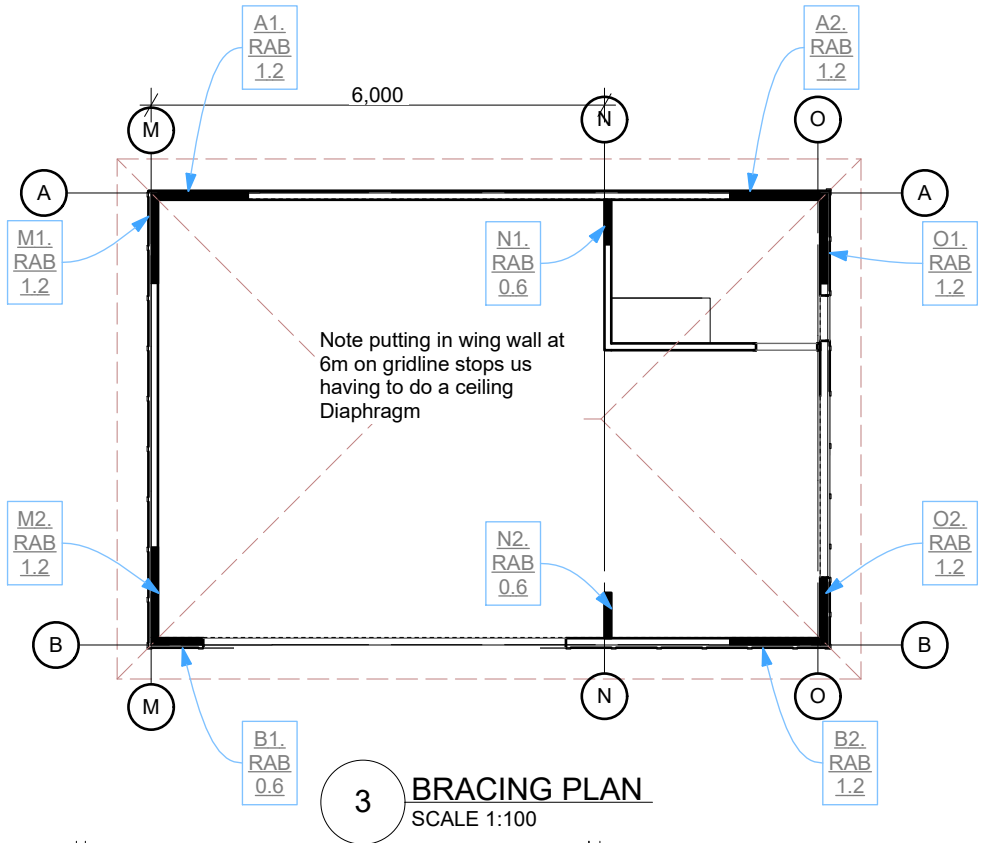 A1.
RAB
1.2
A2.
RAB
1.2
6,000
M
N
O
A
A
M1.
RAB
1.2
N1.
RAB
0.6
O1.
RAB
1.2
Note putting in wing wall at
6m on gridline stops us
having to do a ceiling
Diaphragm
M2.
RAB
1.2
N2.
RAB
0.6
O2.
RAB
1.2
B
B
M
N
O
B1.
RAB
0.6
B2.
RAB
1.2
3
BRACING PLAN
SCALE 1:100